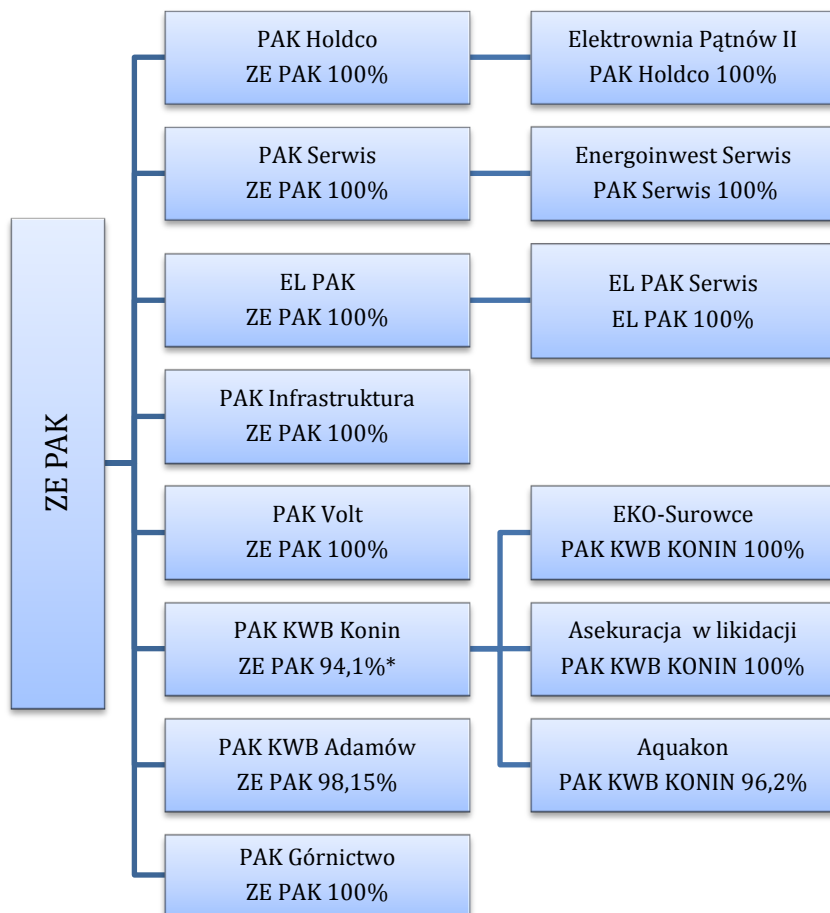 ZE PAK
PAK Holdco
ZE PAK 100%
Elektrownia Pątnów II
PAK Holdco 100%
PAK Serwis
ZE PAK 100%
Energoinwest Serwis
PAK Serwis 100%
EL PAK
ZE PAK 100%
EL PAK Serwis
EL PAK 100%
PAK Infrastruktura
ZE PAK 100%
PAK Volt
ZE PAK 100%
EKO-Surowce
PAK KWB KONIN 100%
PAK KWB Konin
ZE PAK 94,1%*
Asekuracja w likidacji
PAK KWB KONIN 100%
PAK KWB Adamów
ZE PAK 98,15%
Aquakon
PAK KWB KONIN 96,2%
PAK Górnictwo
ZE PAK 100%